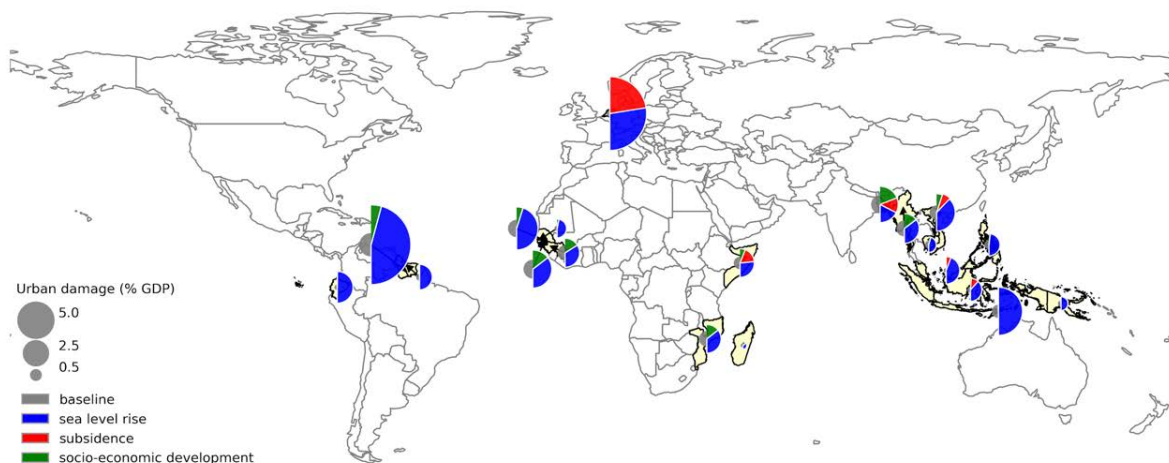 Urban damage (% GDP)
5.0
2.5
0.5
baseline
sea level rise
subsidence
socio-economic development